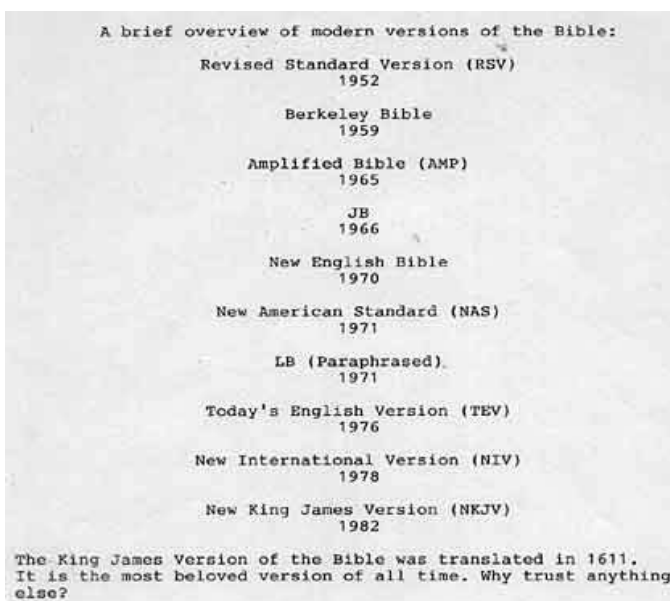 A brief overview of modern versions of the Bible:
Revised Standard Version (RSV)
1952
Berkeley Bible
1959
Amplified Bible (AMP)
1965
JB
1966
New English Bible
1970
New American Standard (NAS)
1971
LB (Paraphrased)
1971
Today's English Version (TEV)
1976
New International Version (NIV)
1978
New King James Version (NKJV)
1982
The King James Version of the Bible was translated in 1611.
It is the most beloved version of all time. Why trust anything
else?